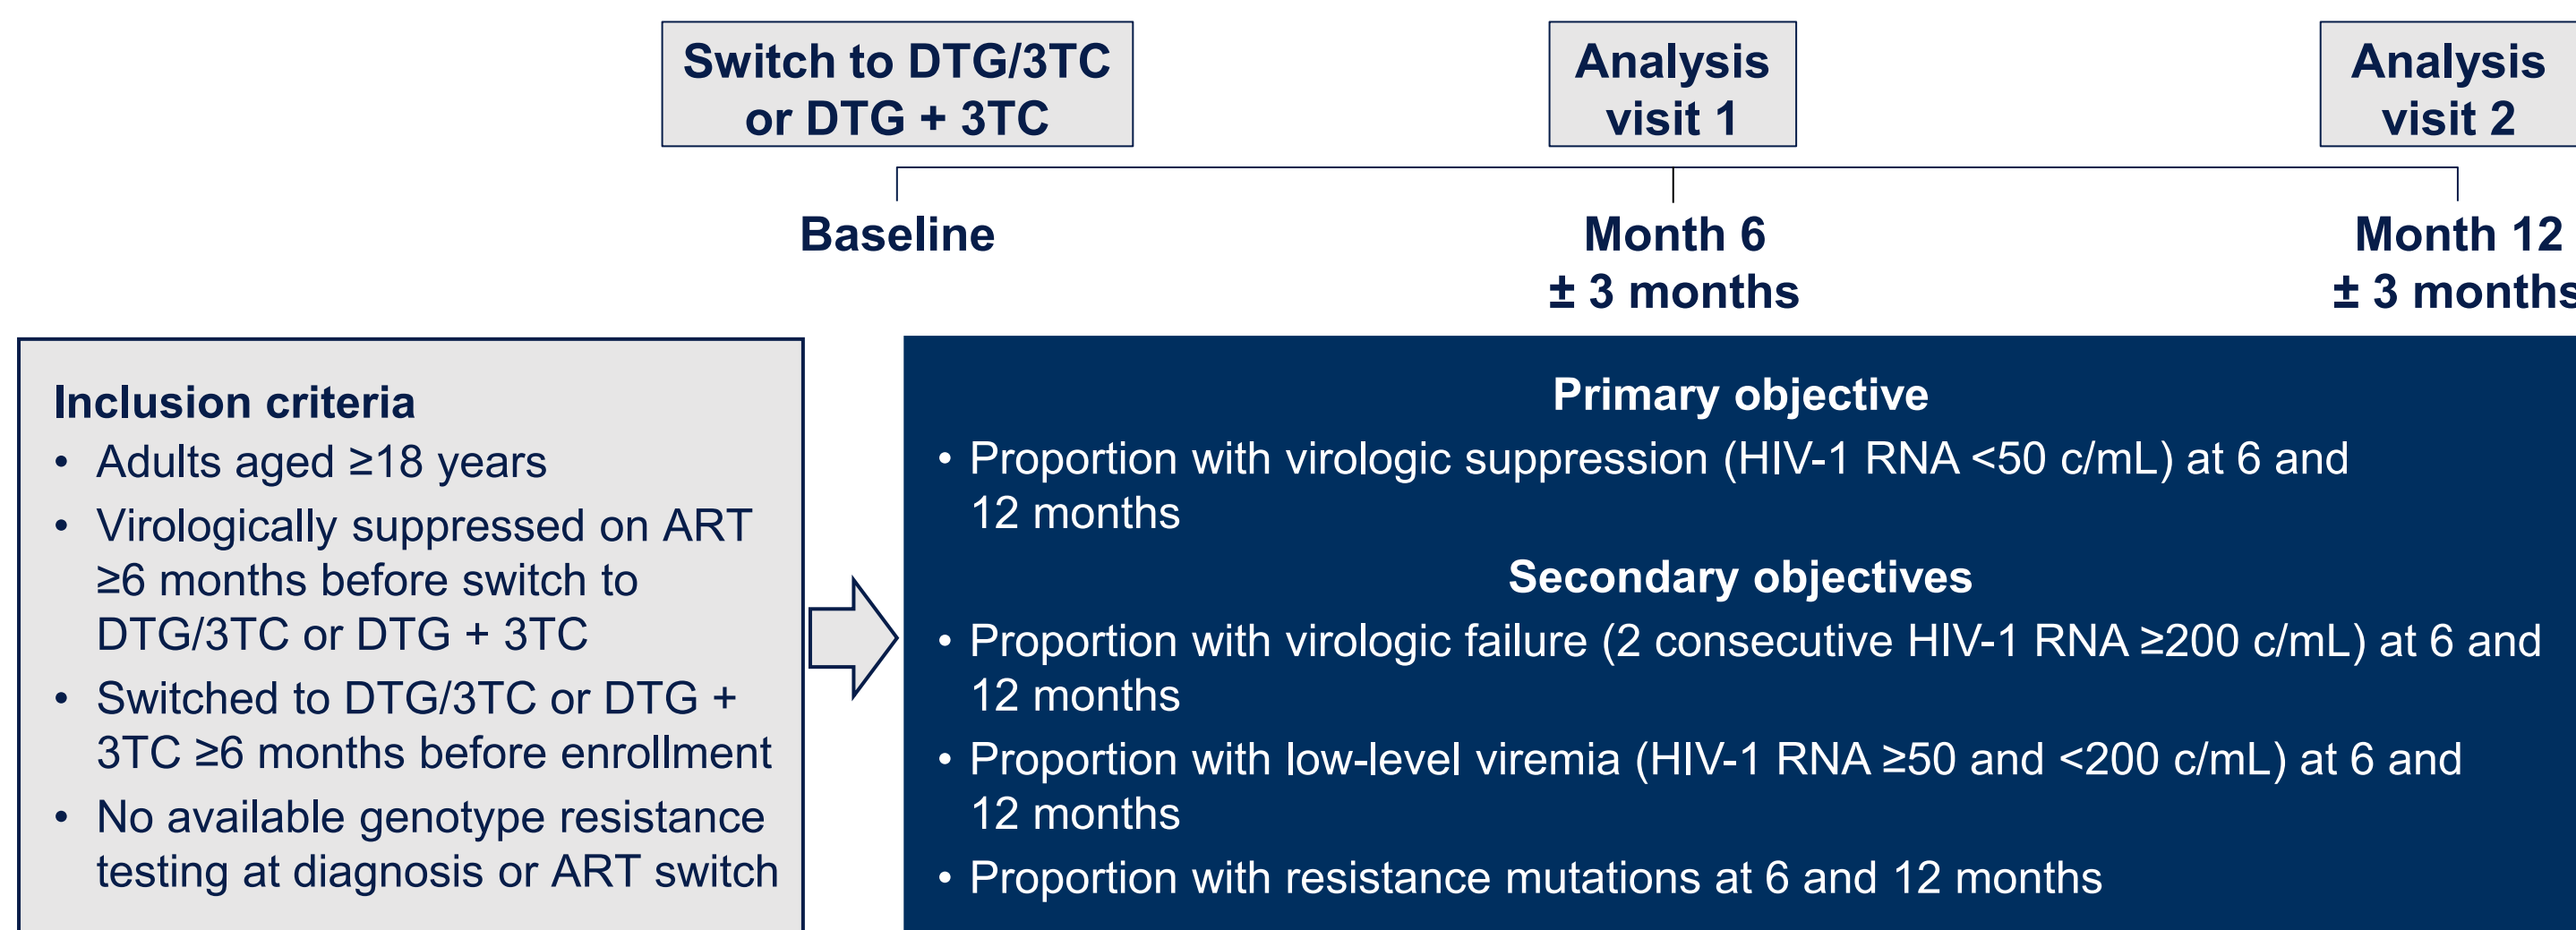 Switch to DTG/3TC
or DTG + 3TC
Analysis
visit 1
Analysis
visit 2
Baseline
Month 6
± 3 months
Month 12
± 3 months
Inclusion criteria
• Adults aged ≥18 years
• Virologically suppressed on ART
≥6 months before switch to
DTG/3TC or DTG + 3TC
• Switched to DTG/3TC or DTG +
3TC ≥6 months before enrollment
• No available genotype resistance
testing at diagnosis or ART switch
Primary objective
• Proportion with virologic suppression (HIV-1 RNA <50 c/mL) at 6 and
12 months
Secondary objectives
• Proportion with virologic failure (2 consecutive HIV-1 RNA ≥200 c/mL) at 6 and
12 months
• Proportion with low-level viremia (HIV-1 RNA ≥50 and <200 c/mL) at 6 and
12 months
• Proportion with resistance mutations at 6 and 12 months